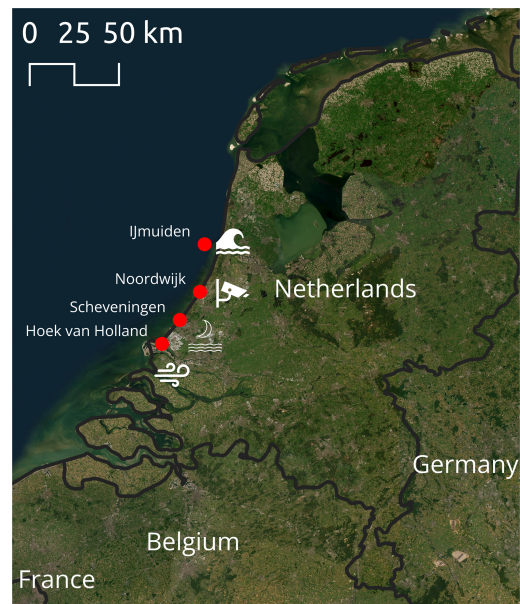 0 25 50 km
IJmuiden
Noordwijk
Netherlands
Scheveningen
Hoek van Holland
Germany
Belgium
France